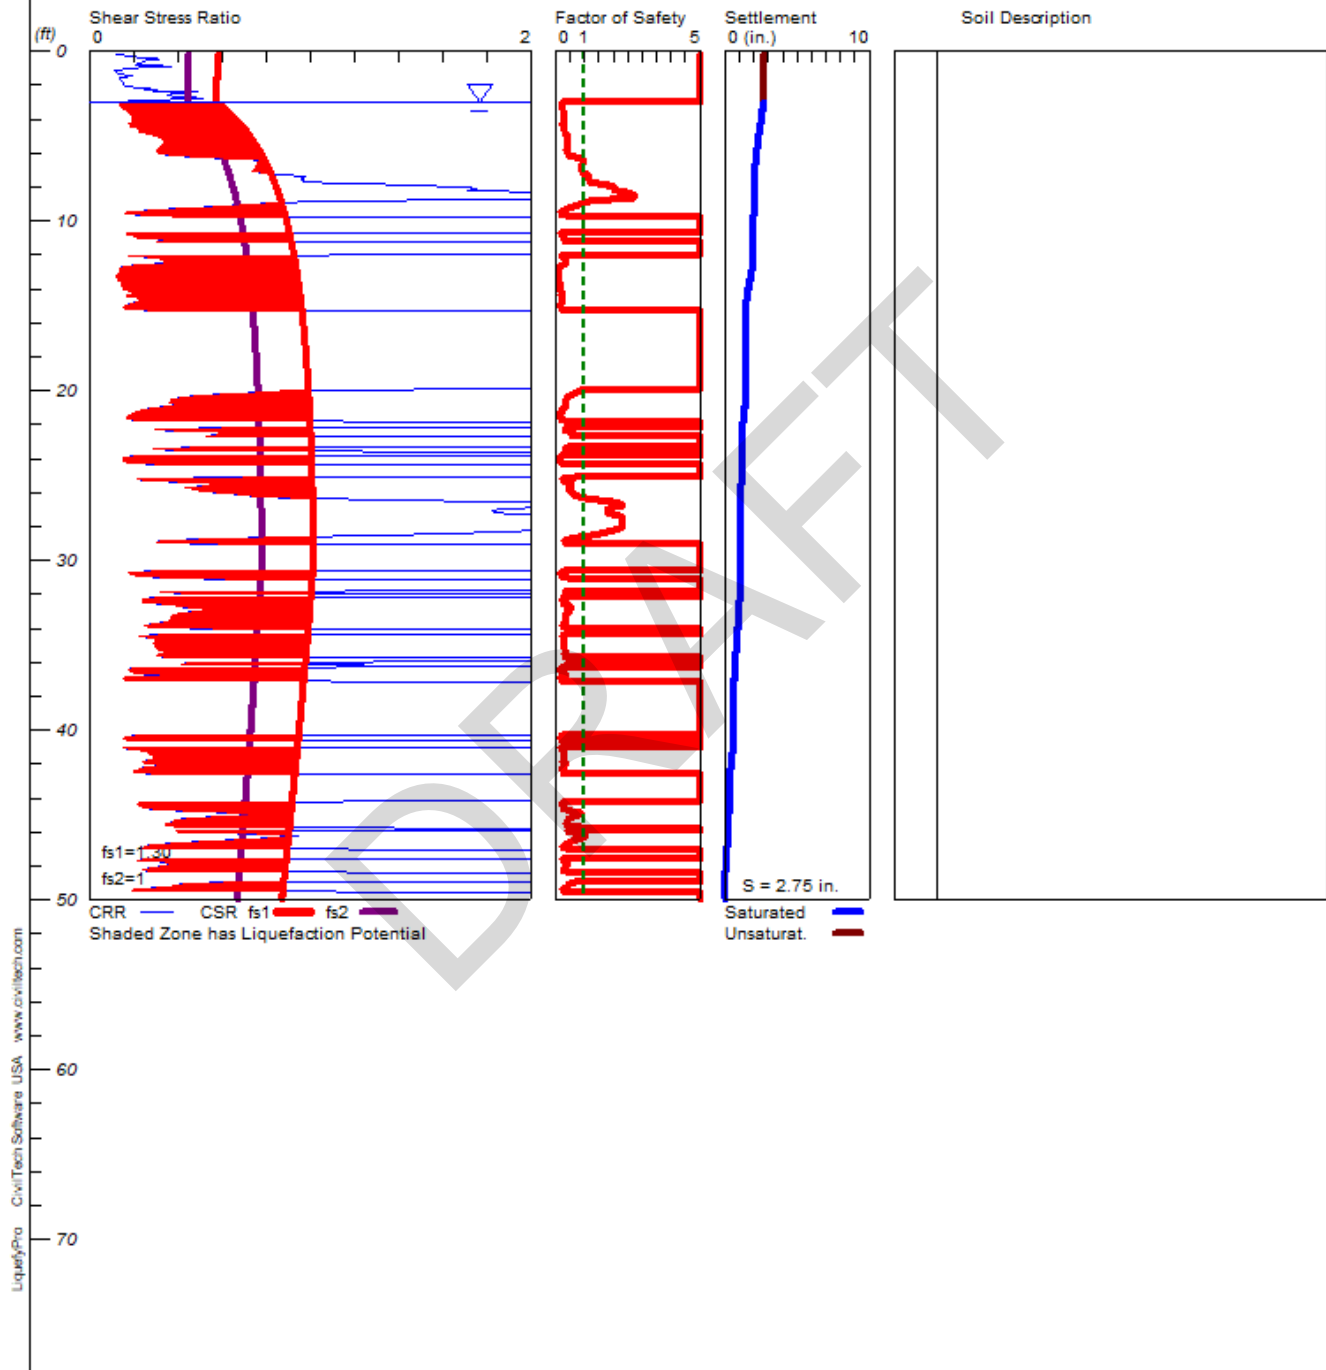 Shear Stress Ratio Factor of Safety Settlement Soil Description
(ft) 0 2 0 1 5 0 (in.) 10
0
10
20
30
40
fs1=1.30
fs2=1
S = 2.75 in.
50
CRR CSR fs1 fs2 Saturated
Shaded Zone has Liquefaction Potential Unsaturat.
60
70
DRAFT
LiquefyPro CivilTech Software USA www.civiltech.com